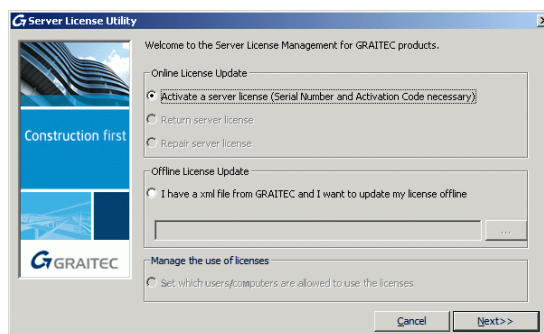 Server License Utility
Welcome to the Server License Management for GRAITEC products.
Online License Update
Activate a server license (Serial Number and Activation Code necessary)
Return server license
Repair server license
Construction first
Offline License Update
I have a xml file from GRAITEC and I want to update my license offline
...
GRAITEC
Manage the use of licenses
Set which users/computers are allowed to use the licenses
Cancel
Next>>